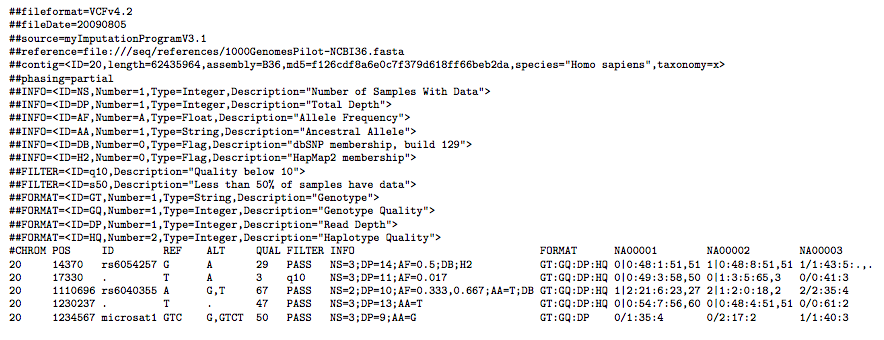 ##fileformat=VCFv4.2
##fileDate=20090805
##source=myImputationProgramV3.1
##reference=file:///seq/references/1000GenomesPilot-NCBI36.fasta
##contig=<ID=20,length=62435964,assembly=B36,md5=f126cdf8a6e0c7f379d618ff66beb2da,species="Homo sapiens",taxonomy=x>
##phasing=partial
##INFO=<ID=NS,Number=1,Type=Integer,Description="Number of Samples With Data">
##INFO=<ID=DP,Number=1,Type=Integer,Description="Total Depth">
##INFO=<ID=AF,Number=A,Type=Float,Description="Allele Frequency">
##INFO=<ID=AA,Number=1,Type=String,Description="Ancestral Allele">
##INFO=<ID=DB,Number=0,Type=Flag,Description="dbSNP membership, build 129">
##INFO=<ID=H2,Number=0,Type=Flag,Description="HapMap2 membership">
##FILTER=<ID=q10,Description="Quality below 10">
##FILTER=<ID=s50,Description="Less than 50% of samples have data">
##FORMAT=<ID=GT,Number=1,Type=String,Description="Genotype">
##FORMAT=<ID=GQ,Number=1,Type=Integer,Description="Genotype Quality">
##FORMAT=<ID=DP,Number=1,Type=Integer,Description="Read Depth">
##FORMAT=<ID=HQ,Number=2,Type=Integer,Description="Haplotype Quality">
#CHROM POS ID REF ALT QUAL FILTER INFO FORMAT NA00001 NA00002 NA00003
20 14370 rs6054257 G A 29 PASS NS=3;DP=14;AF=0.5;DB;H2 GT:GQ:DP:HQ 0|0:48:1:51,51 1|0:48:8:51,51 1/1:43:5:.,.
20 17330 . T A 3 q10 NS=3;DP=11;AF=0.017 GT:GQ:DP:HQ 0|0:49:3:58,50 0|1:3:5:65,3 0/0:41:3
20 1110696 rs6040355 A G,T 67 PASS NS=2;DP=10;AF=0.333,0.667;AA=T;DB GT:GQ:DP:HQ 1|2:21:6:23,27 2|1:2:0:18,2 2/2:35:4
20 1230237 . T . 47 PASS NS=3;DP=13;AA=T GT:GQ:DP:HQ 0|0:54:7:56,60 0|0:48:4:51,51 0/0:61:2
20 1234567 microsat1 GTC G,GTCT 50 PASS NS=3;DP=9;AA=G GT:GQ:DP 0/1:35:4 0/2:17:2 1/1:40:3